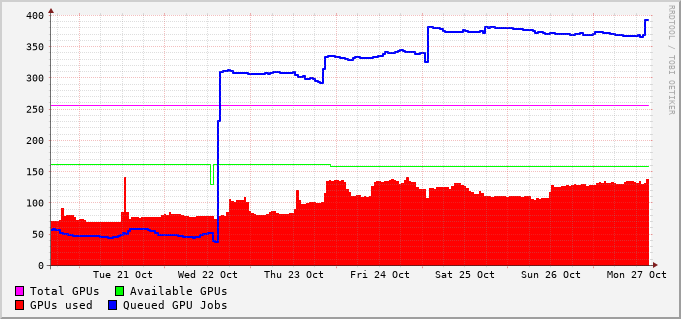 400
350
300
250
200
150
100
50
0
Tue 21 Oct Wed 22 Oct Thu 23 Oct Fri 24 Oct Sat 25 Oct Sun 26 Oct Mon 27 Oct
Total GPUs Available GPUs
GPUs used Queued GPU Jobs
RRDTOOL / TOBI OETIKER